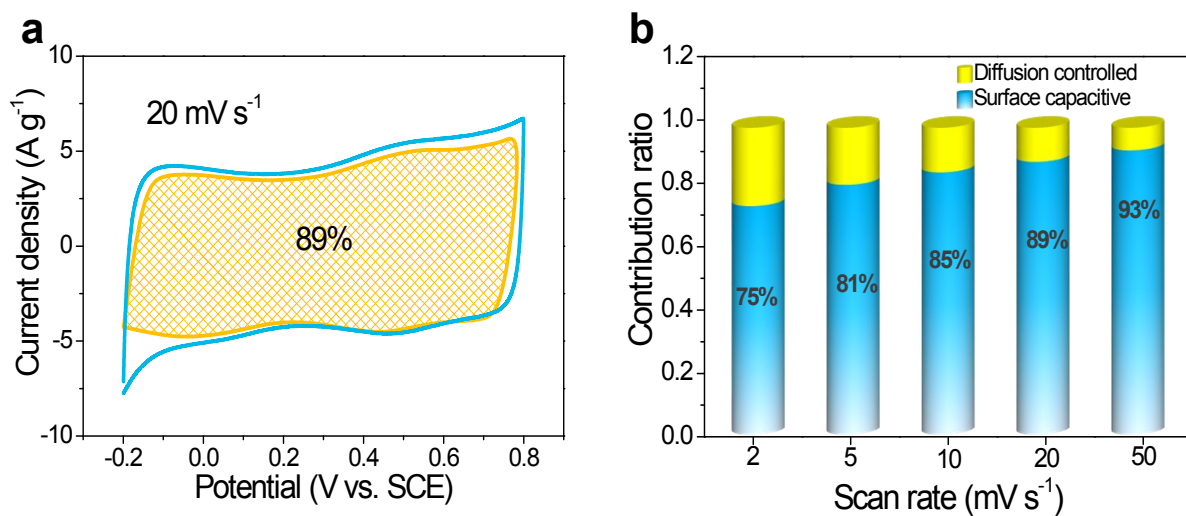 a
10
5
0
-5
-10
Current density (A g⁻¹)
20 mV s⁻¹
89%
-0.2 0.0 0.2 0.4 0.6 0.8
Potential (V vs. SCE)
b
1.2
1.0
0.8
0.6
0.4
0.2
0.0
Contribution ratio
Diffusion controlled
Surface capacitive
75%
81%
85%
89%
93%
2 5 10 20 50
Scan rate (mV s⁻¹)